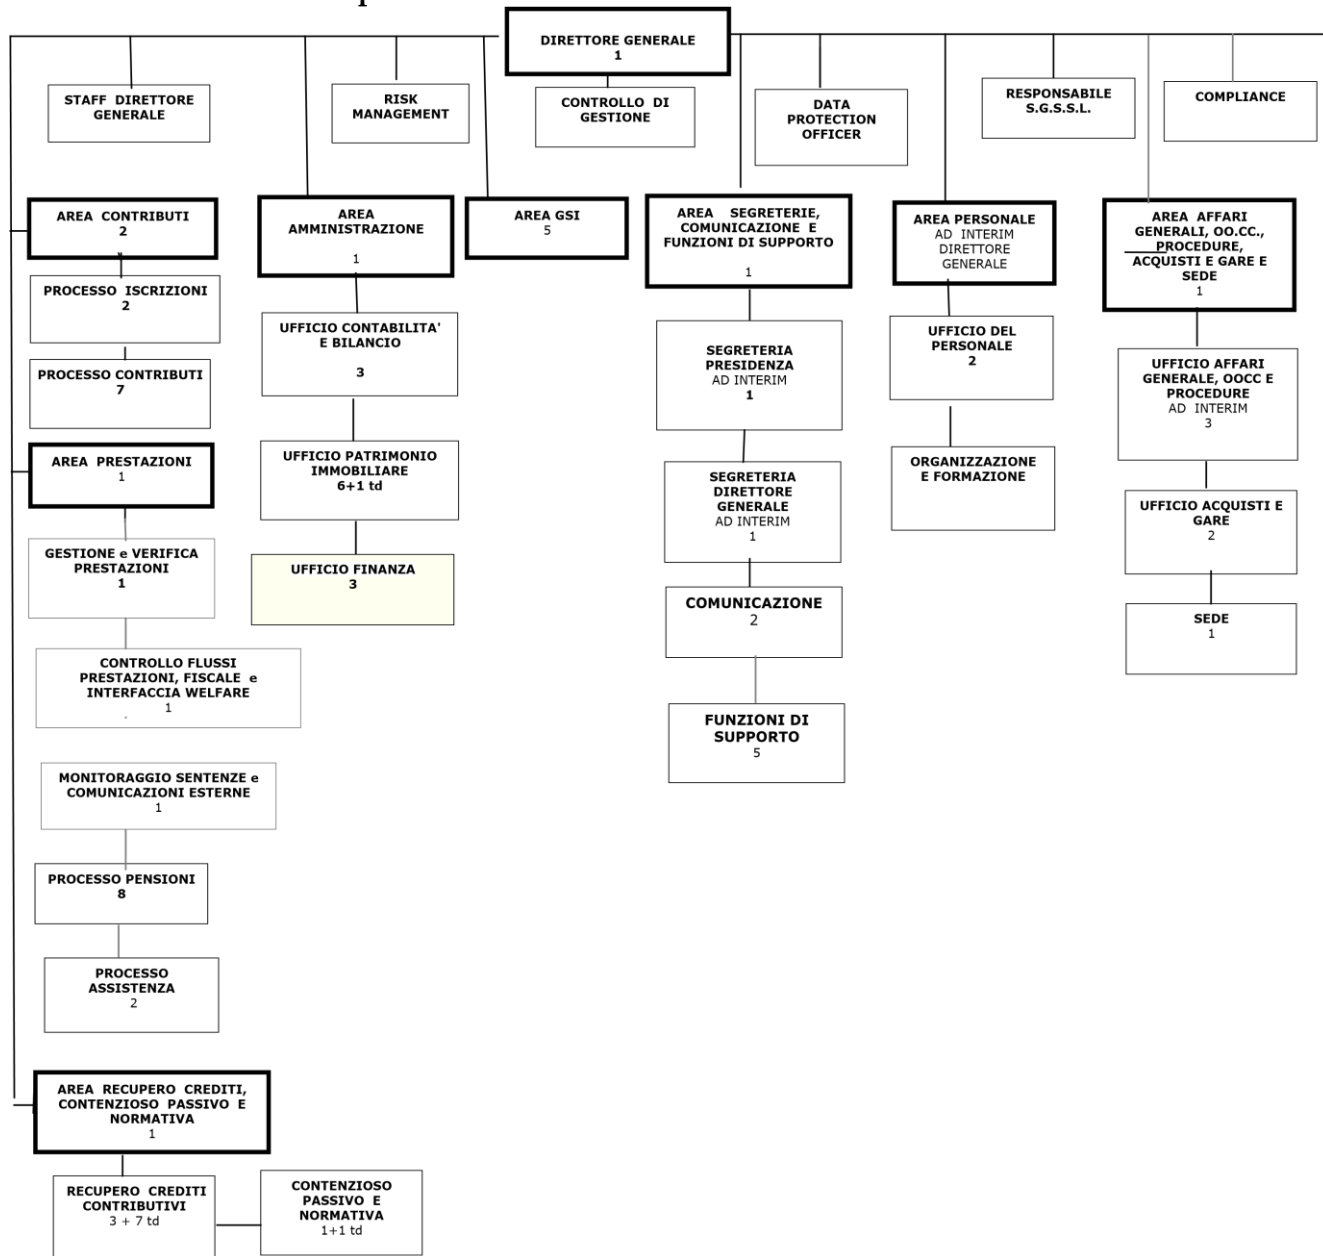 DIRETTORE GENERALE
1
STAFF DIRETTORE
GENERALE
RISK
MANAGEMENT
CONTROLLO DI
GESTIONE
DATA
PROTECTION
OFFICER
RESPONSABILE
S.G.S.S.L.
COMPLIANCE
AREA CONTRIBUTI
2
PROCESSO ISCRIZIONI
2
PROCESSO CONTRIBUTI
7
AREA PRESTAZIONI
1
GESTIONE e VERIFICA
PRESTAZIONI
1
CONTROLLO FLUSSI
PRESTAZIONI, FISCALE e
INTERFACCIA WELFARE
1
MONITORAGGIO SENTENZE e
COMUNICAZIONI ESTERNE
1
PROCESSO PENSIONI
8
PROCESSO
ASSISTENZA
2
AREA RECUPERO CREDITI,
CONTENZIOSO PASSIVO E
NORMATIVA
1
RECUPERO CREDITI
CONTRIBUTIVI
3 + 7 td
CONTENZIOSO
PASSIVO E
NORMATIVA
1+1 td
AREA
AMMINISTRAZIONE
1
UFFICIO CONTABILITA'
E BILANCIO
3
UFFICIO PATRIMONIO
IMMOBILIARE
6+1 td
UFFICIO FINANZA
3
AREA GSI
5
AREA SEGRETERIE,
COMUNICAZIONE E
FUNZIONI DI SUPPORTO
1
SEGRETERIA
PRESIDENZA
AD INTERIM
1
SEGRETERIA
DIRETTORE
GENERALE
AD INTERIM
1
COMUNICAZIONE
2
FUNZIONI DI
SUPPORTO
5
AREA PERSONALE
AD INTERIM
DIRETTORE
GENERALE
UFFICIO DEL
PERSONALE
2
ORGANIZZAZIONE
E FORMAZIONE
AREA AFFARI
GENERALI, OO.CC.,
PROCEDURE,
ACQUISTI E GARE E
SEDE
1
UFFICIO AFFARI
GENERALE, OOCC E
PROCEDURE
AD INTERIM
3
UFFICIO ACQUISTI E
GARE
2
SEDE
1